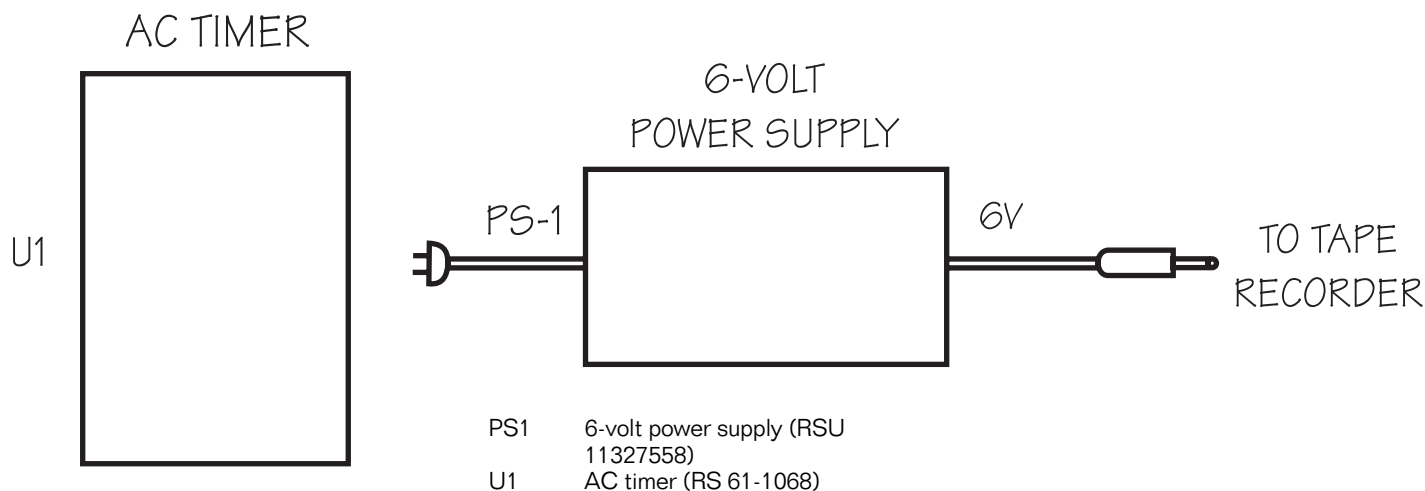 AC TIMER
6-VOLT
POWER SUPPLY
U1
PS-1
6V
TO TAPE
RECORDER
PS1 6-volt power supply (RSU
11327558)
U1 AC timer (RS 61-1068)